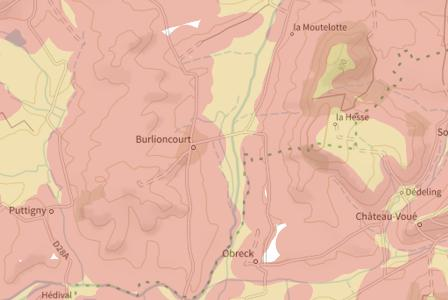 la Moutelotte
la Hesse
So
Burlioncourt
Dédeling
Puttigny
Château-Voué
D28A
Obreck
Hédival